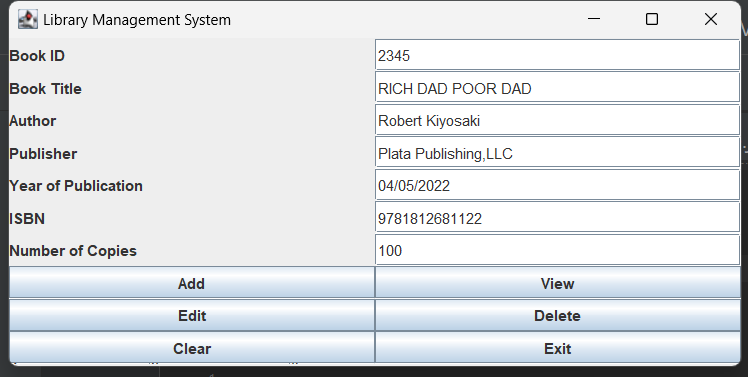 Library Management System
Book ID 2345
Book Title RICH DAD POOR DAD
Author Robert Kiyosaki
Publisher Plata Publishing,LLC
Year of Publication 04/05/2022
ISBN 9781812681122
Number of Copies 100
Add View
Edit Delete
Clear Exit